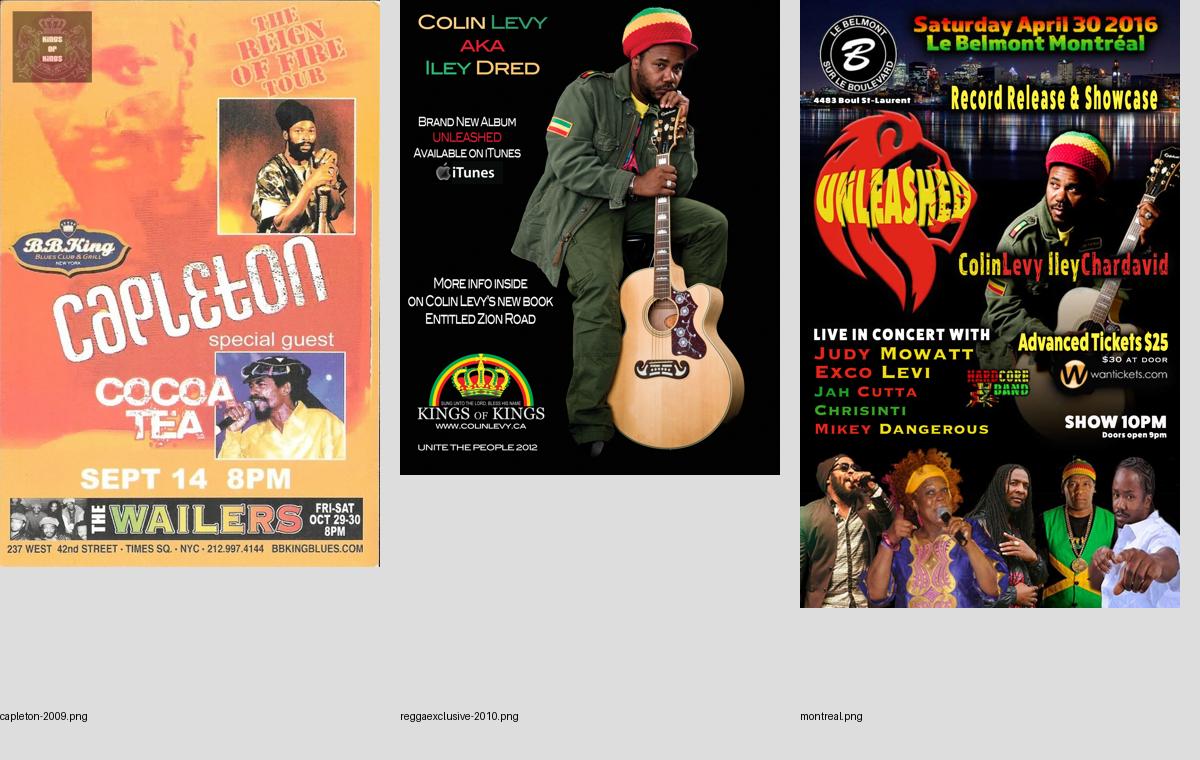 KINGS
OF
KINGS
THE
REIGN
OF FIRE
TOUR
B.B. King
BLUES CLUB & GRILL
NEW YORK
CAPLETON
special guest
COCOA
TEA
SEPT 14 8PM
THE WAILERS
FRI-SAT
OCT 29-30
8PM
237 WEST 42nd STREET · TIMES SQ. · NYC · 212.997.4144 BBKINGBLUES.COM
capleton-2009.png
COLIN LEVY
AKA
ILEY DRED
BRAND NEW ALBUM
UNLEASHED
AVAILABLE ON iTUNES
iTunes
MORE INFO INSIDE
ON COLIN LEVY'S NEW BOOK
ENTITLED ZION ROAD
SUNG UNTO THE LORD, BLESS HIS NAME
KINGS OF KINGS
WWW.COLINLEVY.CA
UNITE THE PEOPLE 2012
reggaexclusive-2010.png
LE BELMONT
B
SUR LE BOULEVARD
4483 Boul St-Laurent
Saturday April 30 2016
Le Belmont Montréal
Record Release & Showcase
UNLEASHED
ColinLevy IleyChardavid
LIVE IN CONCERT WITH
JUDY MOWATT
EXCO LEVI
JAH CUTTA
CHRISINTI
MIKEY DANGEROUS
HARDCORE
BAND
Advanced Tickets $25
$30 AT DOOR
W wantickets.com
SHOW 10PM
Doors open 9pm
montreal.png